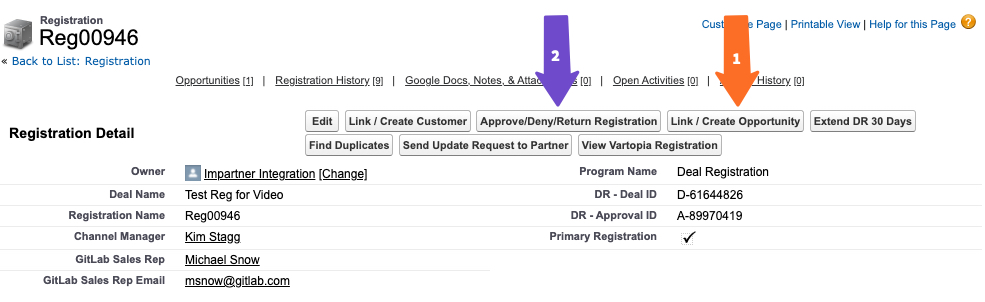 Registration
Reg00946
« Back to List: Registration
Page | Printable View | Help for this Page ?
Opportunities [1] | Registration History [9] | Google Docs, Notes, & [0] | Open Activities [0] | History [0]
2
1
Registration Detail
Edit Link / Create Customer Approve/Deny/Return Registration Link / Create Opportunity Extend DR 30 Days
Find Duplicates Send Update Request to Partner View Vartopia Registration
Owner Impartner Integration [Change] Program Name Deal Registration
Deal Name Test Reg for Video DR - Deal ID D-61644826
Registration Name Reg00946 DR - Approval ID A-89970419
Channel Manager Kim Stagg Primary Registration ✓
GitLab Sales Rep Michael Snow
GitLab Sales Rep Email msnow@gitlab.com